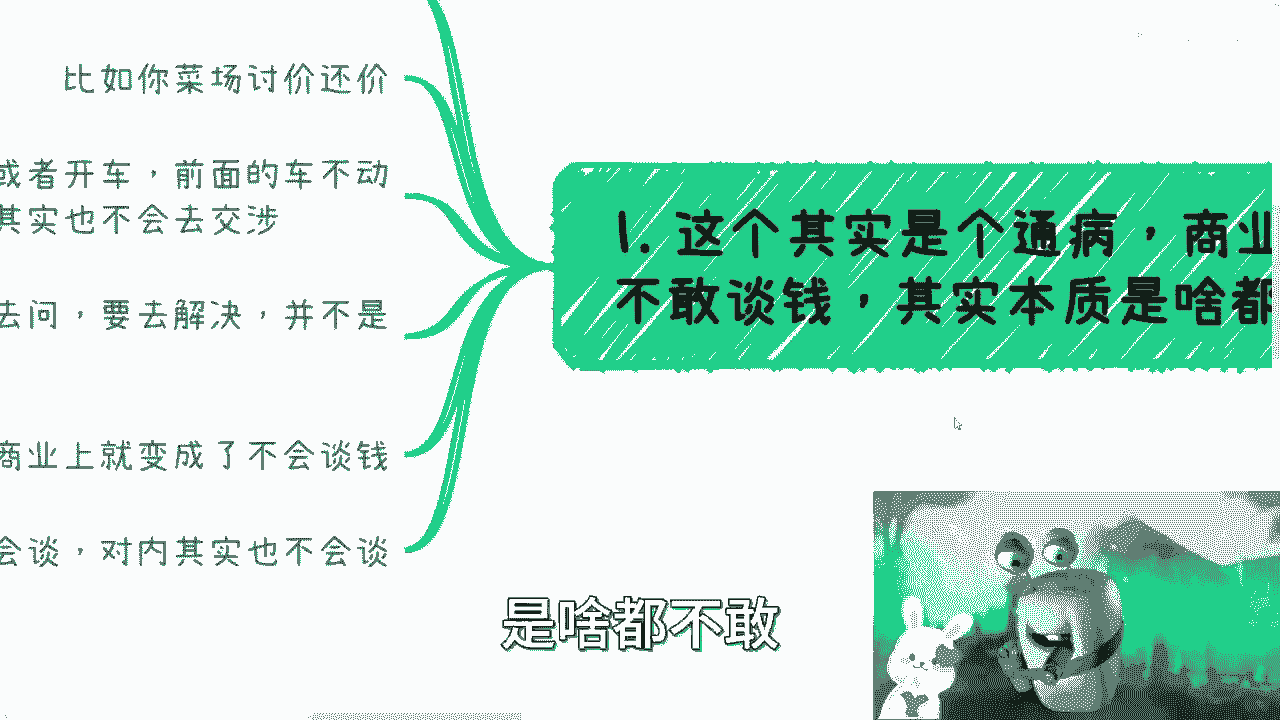 比如你菜场讨价还价
或者开车，前面的车不动
其实也不会去交涉
去问，要去解决，并不是
商业上就变成了不会谈钱
会谈，对内其实也不会谈
1. 这个其实是个通病，商业
不敢谈钱，其实本质是啥都
是啥都不敢